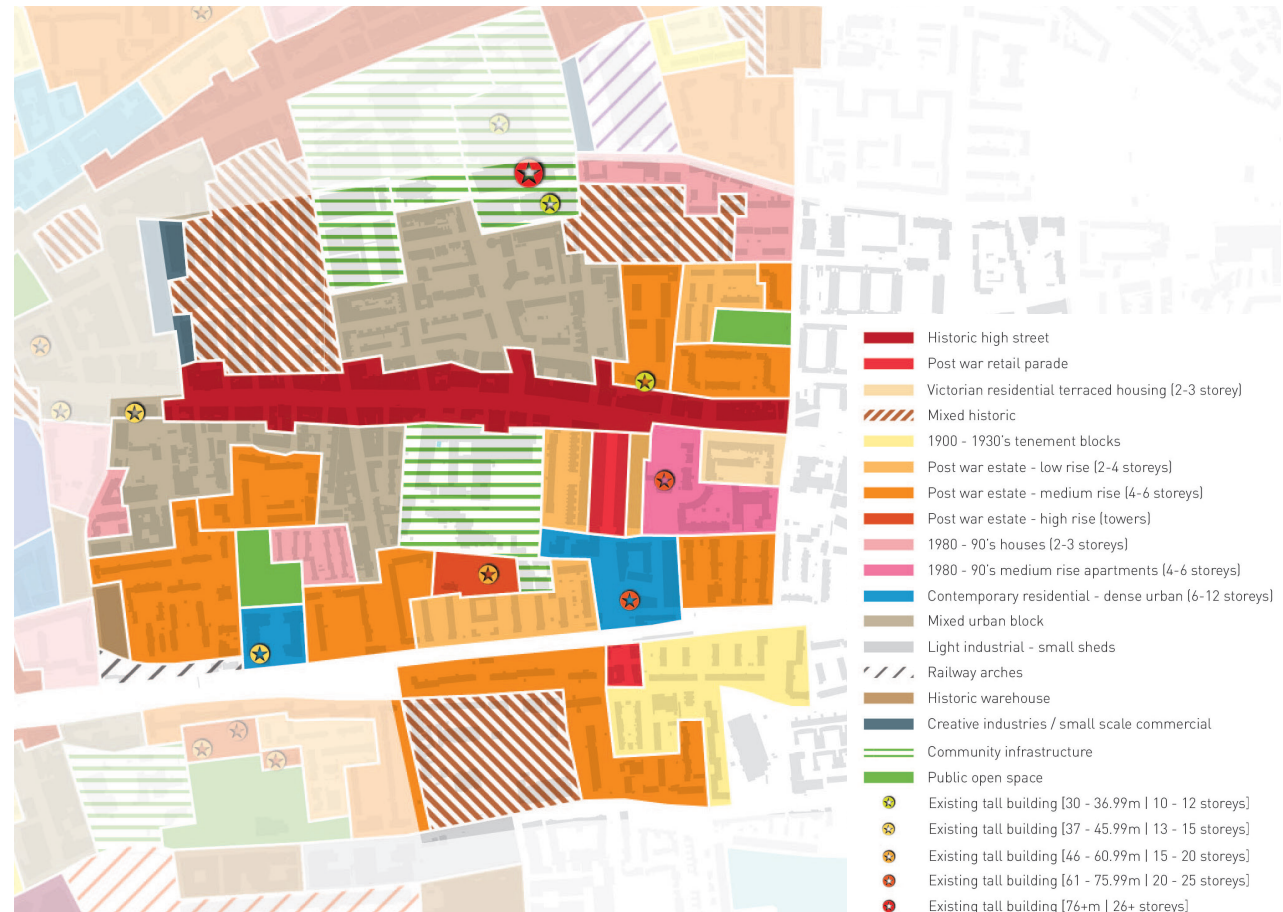 Historic high street
Post war retail parade
Victorian residential terraced housing (2-3 storey)
Mixed historic
1900 - 1930's tenement blocks
Post war estate - low rise (2-4 storeys)
Post war estate - medium rise (4-6 storeys)
Post war estate - high rise (towers)
1980 - 90's houses (2-3 storeys)
1980 - 90's medium rise apartments (4-6 storeys)
Contemporary residential - dense urban (6-12 storeys)
Mixed urban block
Light industrial - small sheds
Railway arches
Historic warehouse
Creative industries / small scale commercial
Community infrastructure
Public open space
Existing tall building [30 - 36.99m | 10 - 12 storeys]
Existing tall building [37 - 45.99m | 13 - 15 storeys]
Existing tall building [46 - 60.99m | 15 - 20 storeys]
Existing tall building [61 - 75.99m | 20 - 25 storeys]
Existing tall building [76+m | 26+ storeys]